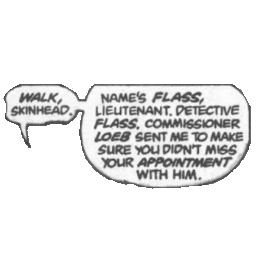 WALK,
SKINHEAD.
NAME'S FLASS,
LIEUTENANT. DETECTIVE
FLASS. COMMISSIONER
LOEB SENT ME TO MAKE
SURE YOU DIDN'T MISS
YOUR APPOINTMENT
WITH HIM.